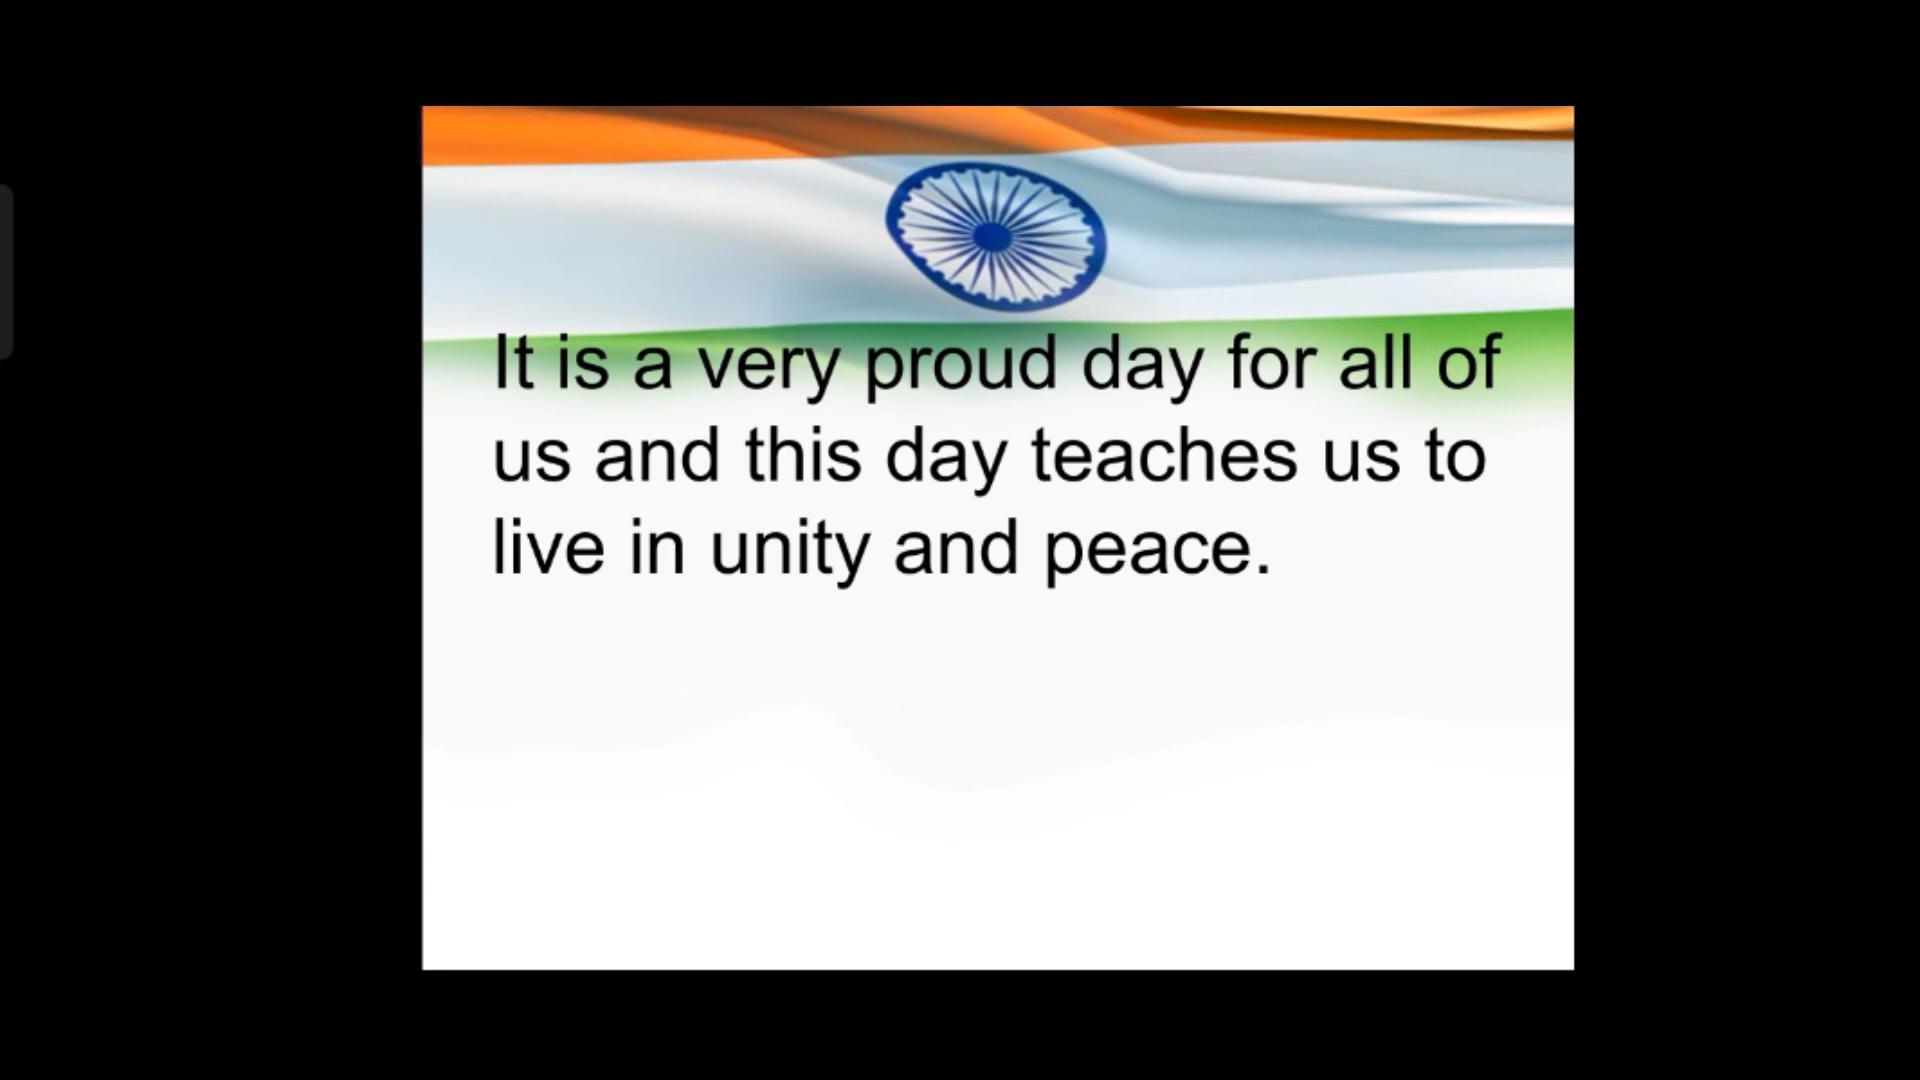 It is a very proud day for all of
us and this day teaches us to
live in unity and peace.